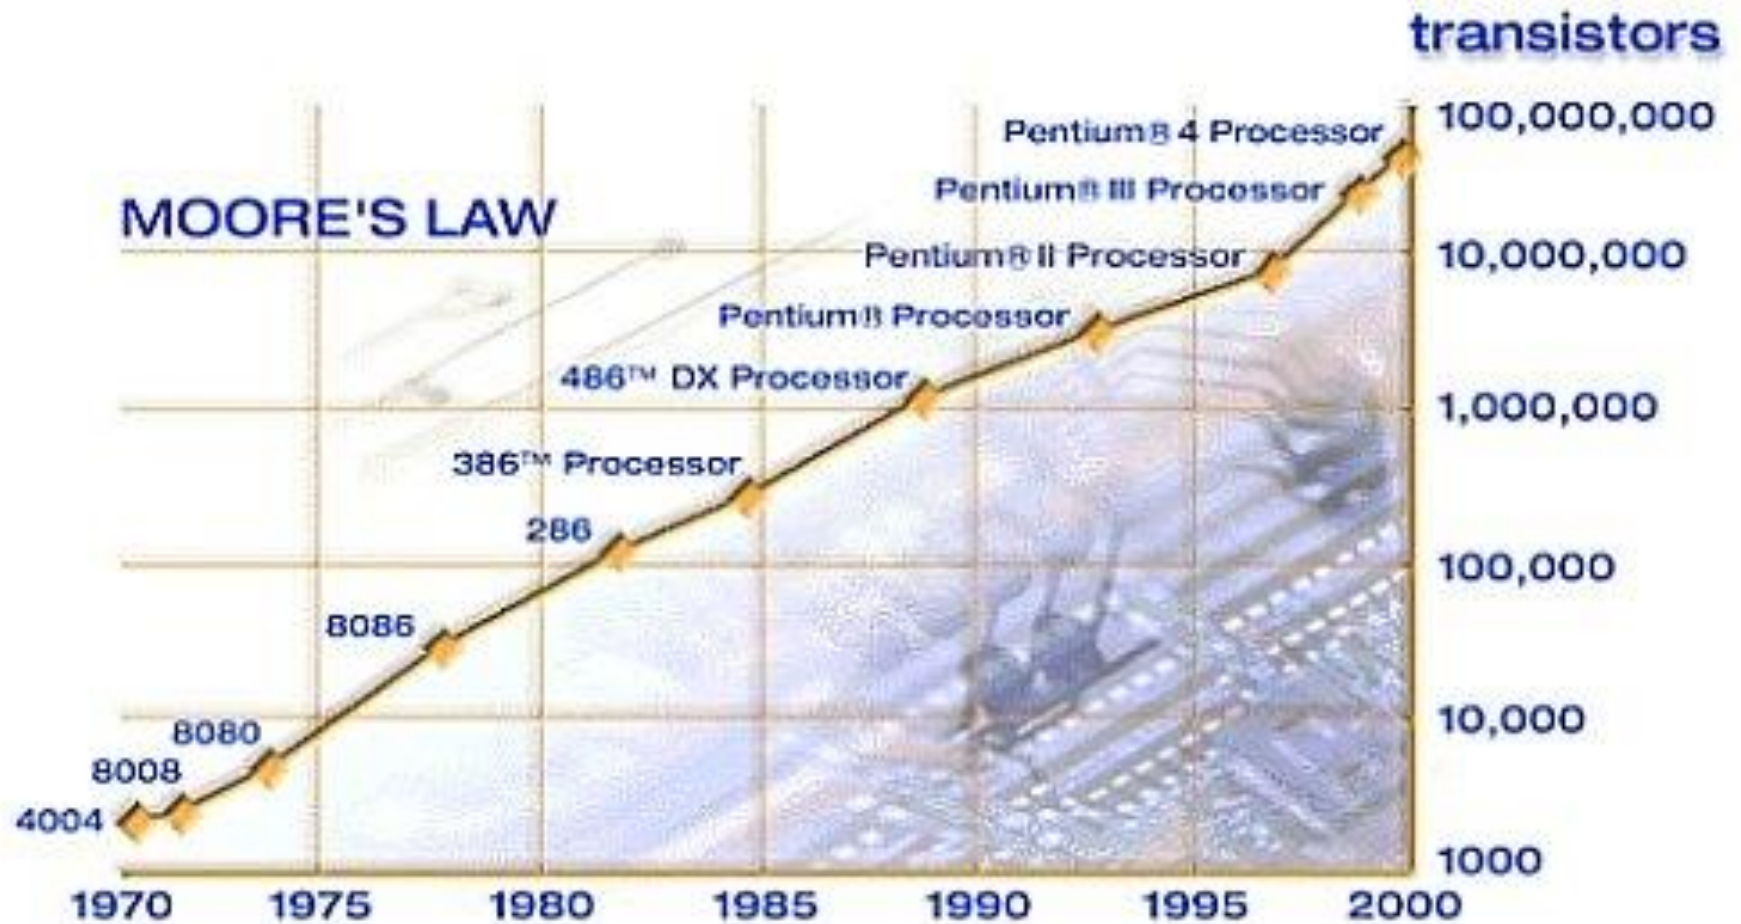 transistors
100,000,000
Pentium® 4 Processor
Pentium® III Processor
MOORE'S LAW
Pentium® II Processor
10,000,000
Pentium® Processor
486™ DX Processor
1,000,000
386™ Processor
286
100,000
8086
8080
10,000
8008
4004
1000
1970 1975 1980 1985 1990 1995 2000